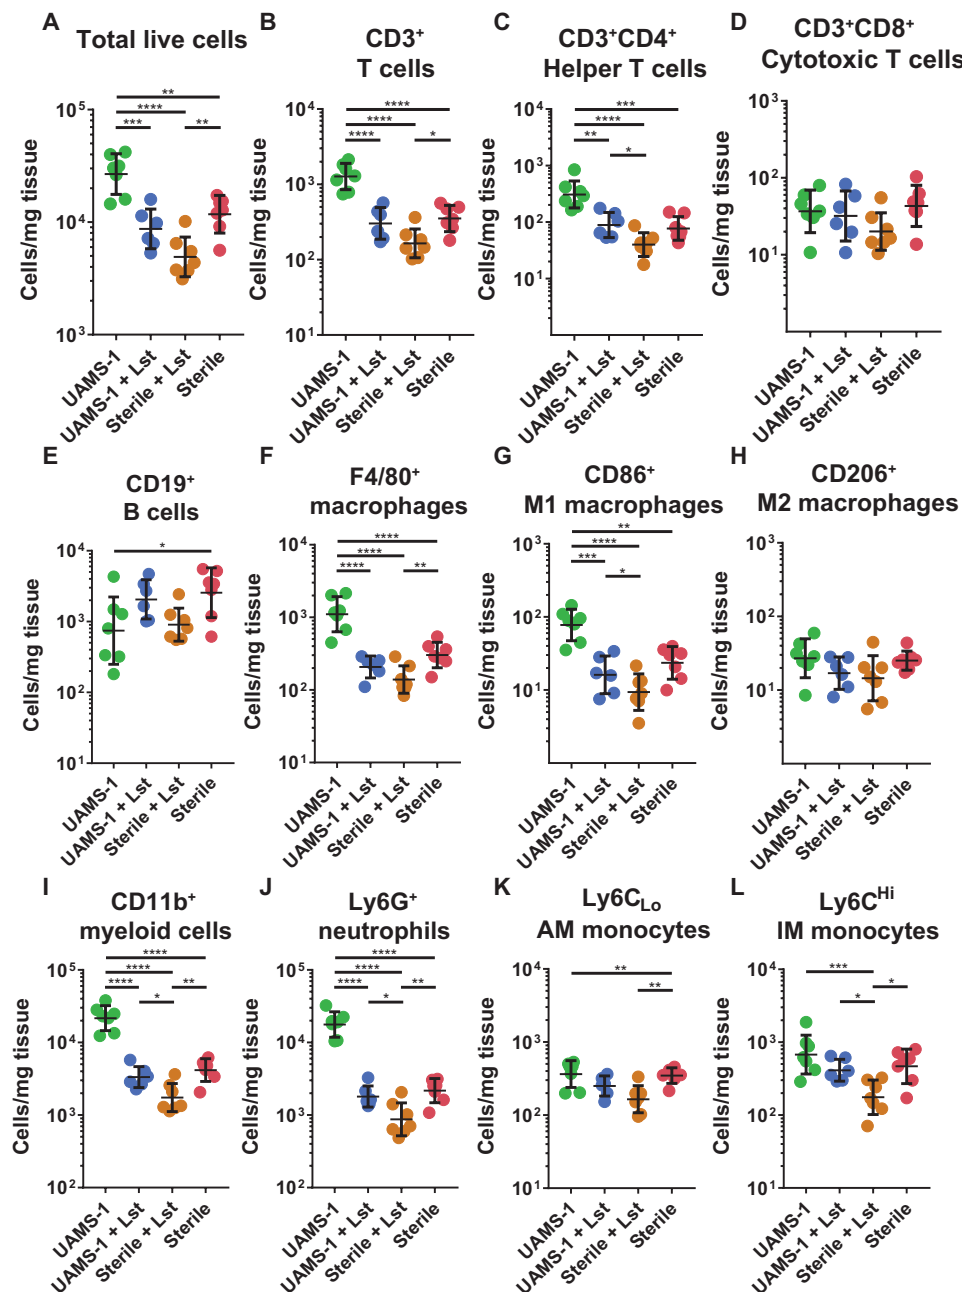 A
Total live cells
Cells/mg tissue
10⁵
10⁴
10³
**
****
***
**
UAMS-1
UAMS-1 + Lst
Sterile + Lst
Sterile
B
CD3⁺
T cells
Cells/mg tissue
10⁴
10³
10²
10¹
****
****
****
*
UAMS-1
UAMS-1 + Lst
Sterile + Lst
Sterile
C
CD3⁺CD4⁺
Helper T cells
Cells/mg tissue
10³
10²
10¹
***
****
**
*
UAMS-1
UAMS-1 + Lst
Sterile + Lst
Sterile
D
CD3⁺CD8⁺
Cytotoxic T cells
Cells/mg tissue
10³
10²
10¹
UAMS-1
UAMS-1 + Lst
Sterile + Lst
Sterile
E
CD19⁺
B cells
Cells/mg tissue
10⁴
10³
10²
10¹
*
UAMS-1
UAMS-1 + Lst
Sterile + Lst
Sterile
F
F4/80⁺
macrophages
Cells/mg tissue
10⁴
10³
10²
10¹
****
****
****
**
UAMS-1
UAMS-1 + Lst
Sterile + Lst
Sterile
G
CD86⁺
M1 macrophages
Cells/mg tissue
10³
10²
10¹
**
****
***
*
UAMS-1
UAMS-1 + Lst
Sterile + Lst
Sterile
H
CD206⁺
M2 macrophages
Cells/mg tissue
10³
10²
10¹
UAMS-1
UAMS-1 + Lst
Sterile + Lst
Sterile
I
CD11b⁺
myeloid cells
Cells/mg tissue
10⁵
10⁴
10³
10²
****
****
****
**
*
UAMS-1
UAMS-1 + Lst
Sterile + Lst
Sterile
J
Ly6G⁺
neutrophils
Cells/mg tissue
10⁵
10⁴
10³
10²
****
****
****
**
*
UAMS-1
UAMS-1 + Lst
Sterile + Lst
Sterile
K
Ly6C_Lo
AM monocytes
Cells/mg tissue
10⁴
10³
10²
10¹
**
**
UAMS-1
UAMS-1 + Lst
Sterile + Lst
Sterile
L
Ly6C^Hi
IM monocytes
Cells/mg tissue
10⁴
10³
10²
10¹
***
*
*
UAMS-1
UAMS-1 + Lst
Sterile + Lst
Sterile